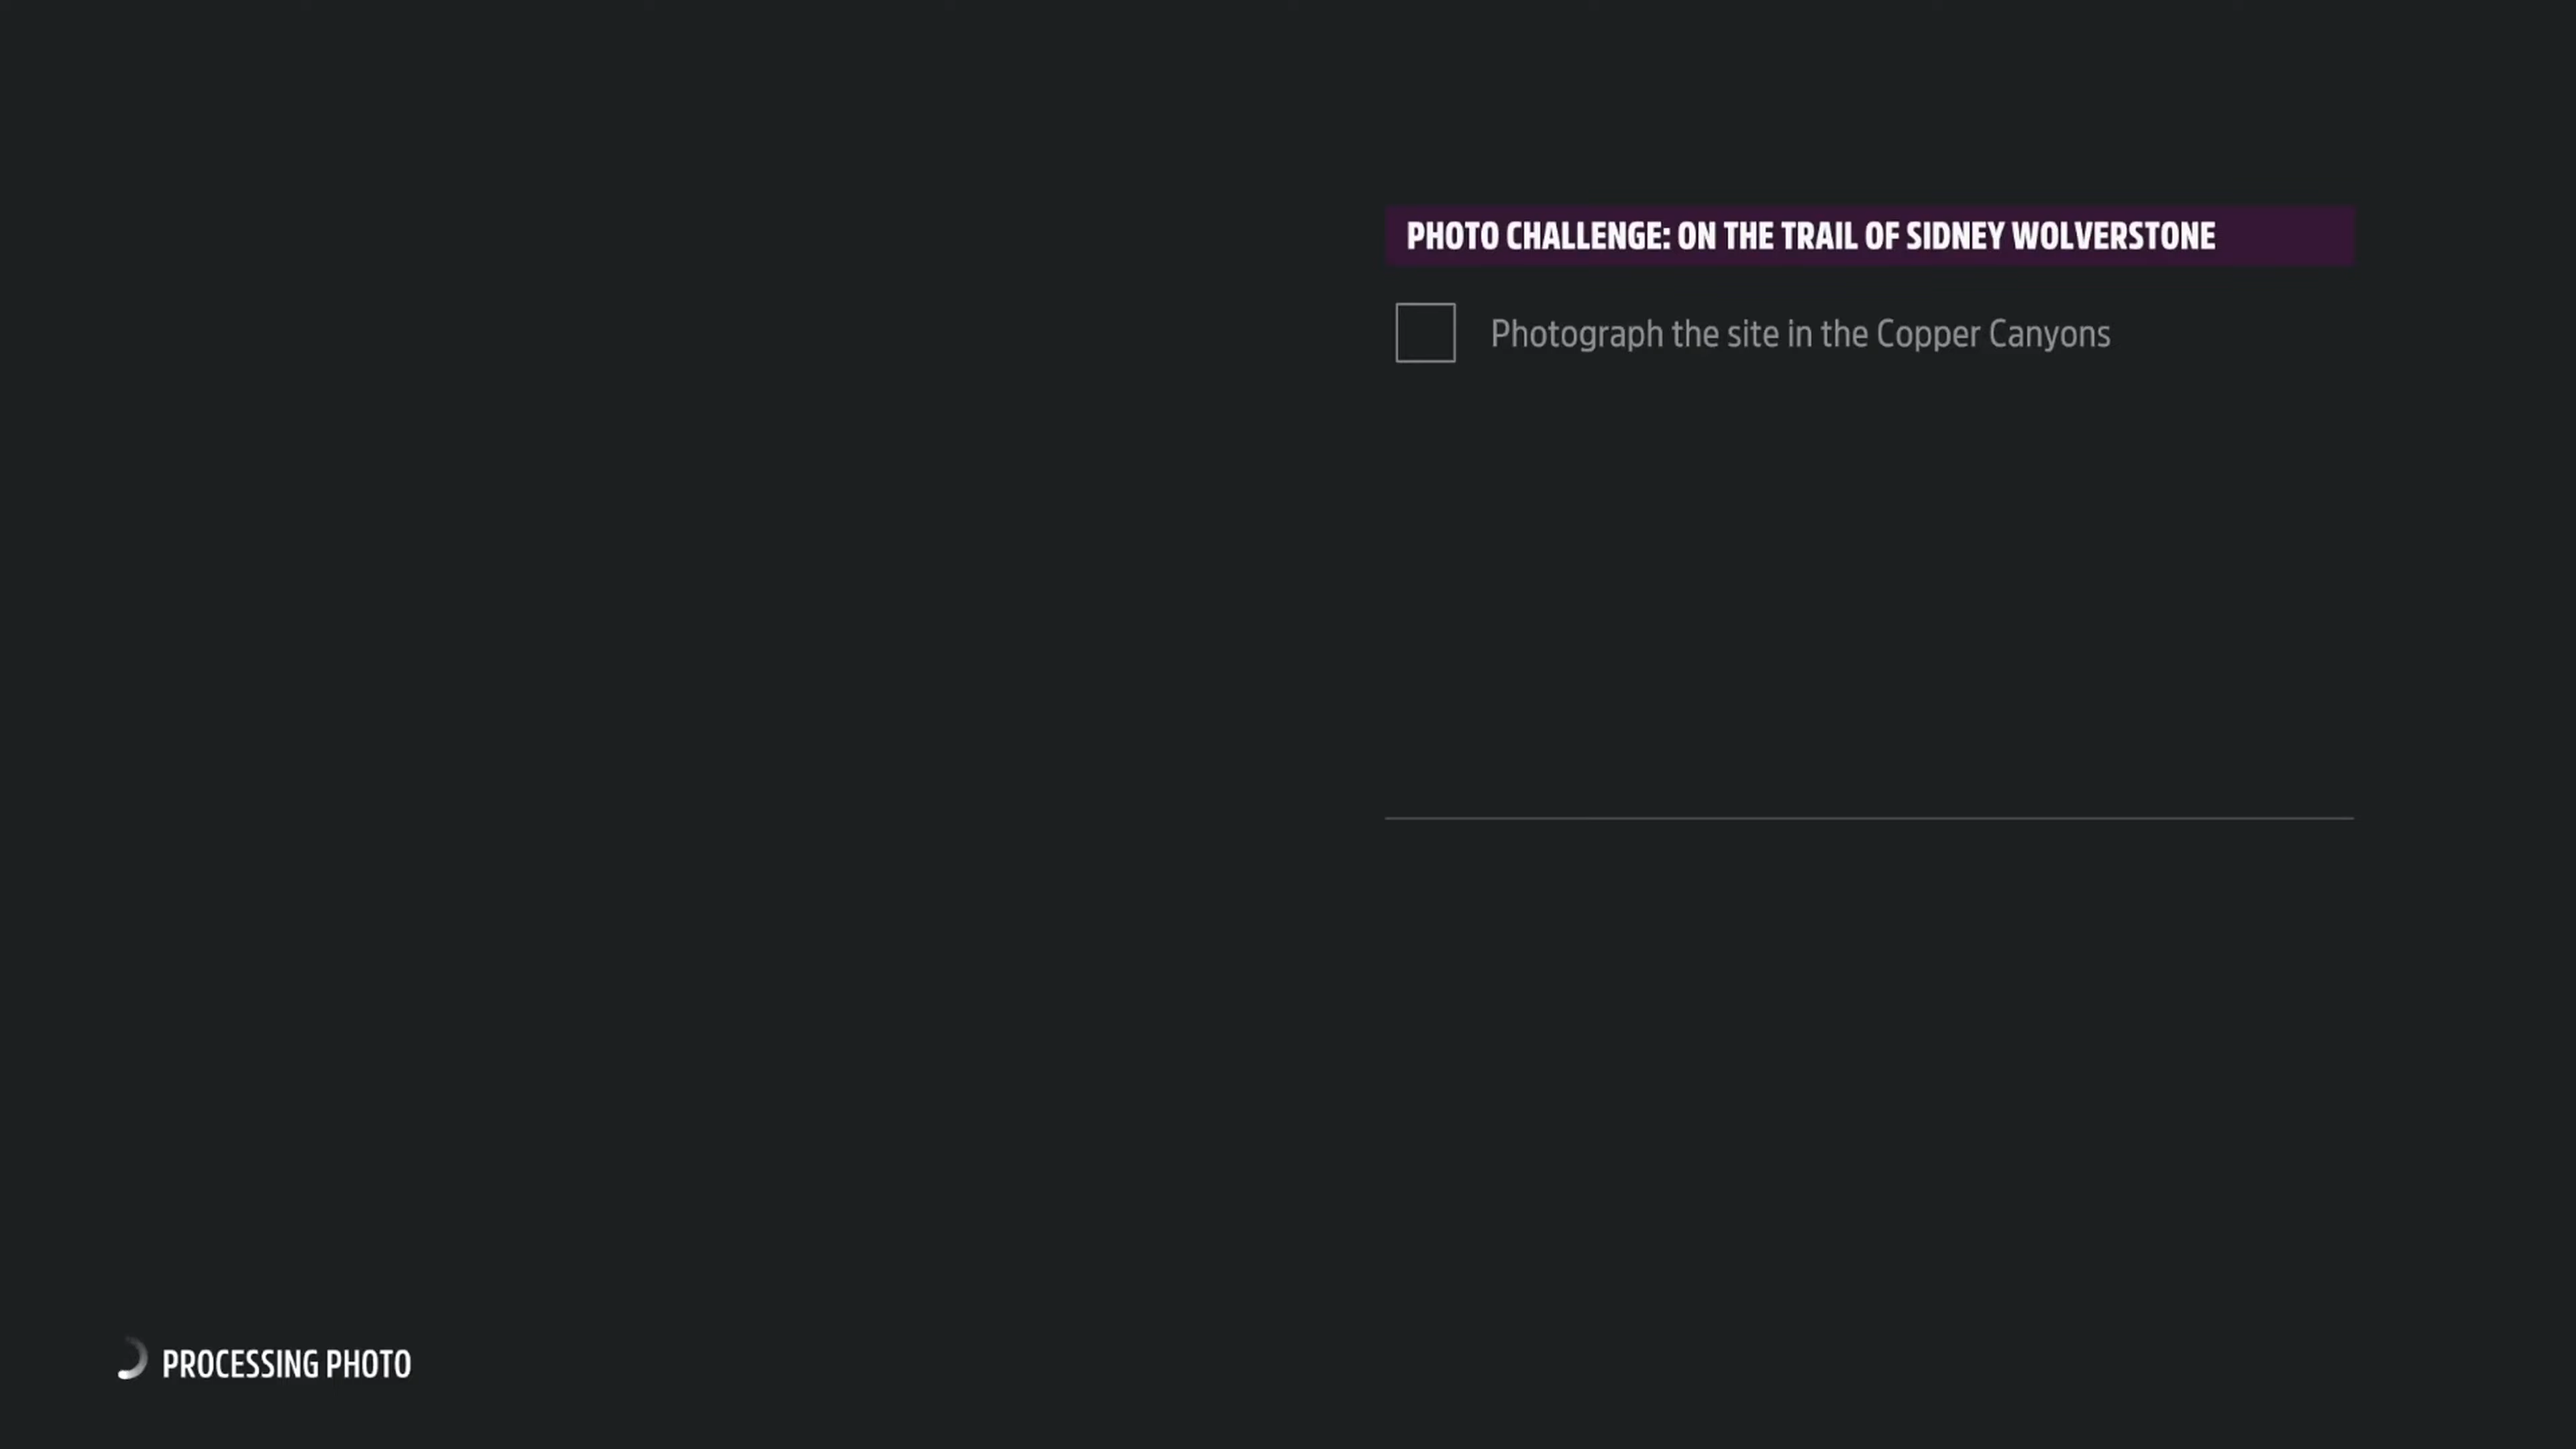 PHOTO CHALLENGE: ON THE TRAIL OF SIDNEY WOLVERSTONE
Photograph the site in the Copper Canyons
PROCESSING PHOTO